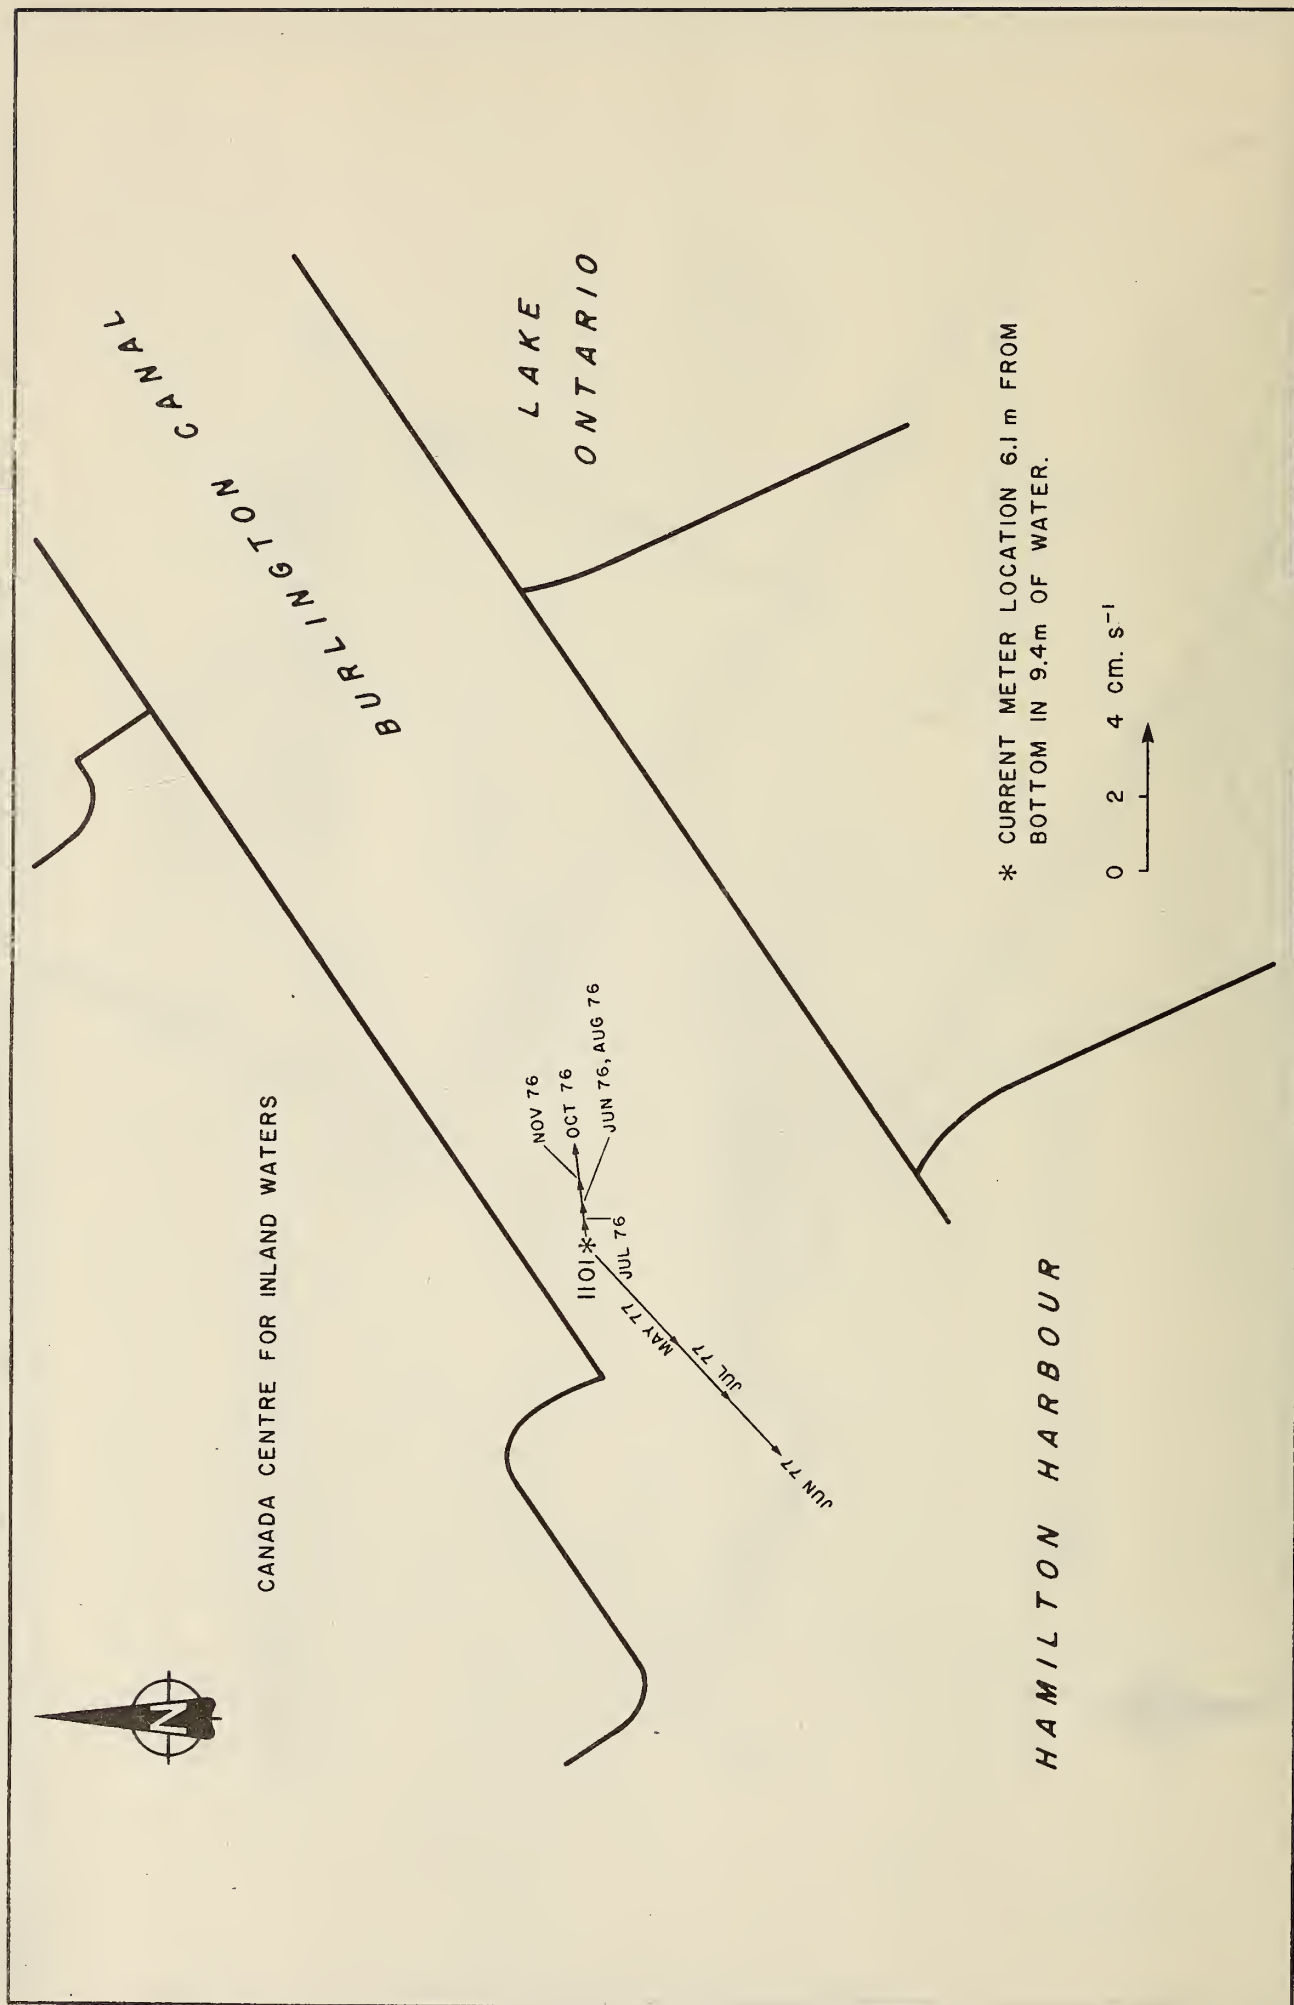 N
CANADA CENTRE FOR INLAND WATERS
BURLINGTON CANAL
LAKE
ONTARIO
NOV 76
OCT 76
JUN 76, AUG 76
1101 *
JUL 76
MAY 77
JUL 77
JUN 77
HAMILTON HARBOUR
* CURRENT METER LOCATION 6.1 m FROM
BOTTOM IN 9.4m OF WATER.
0 2 4 cm. s⁻¹